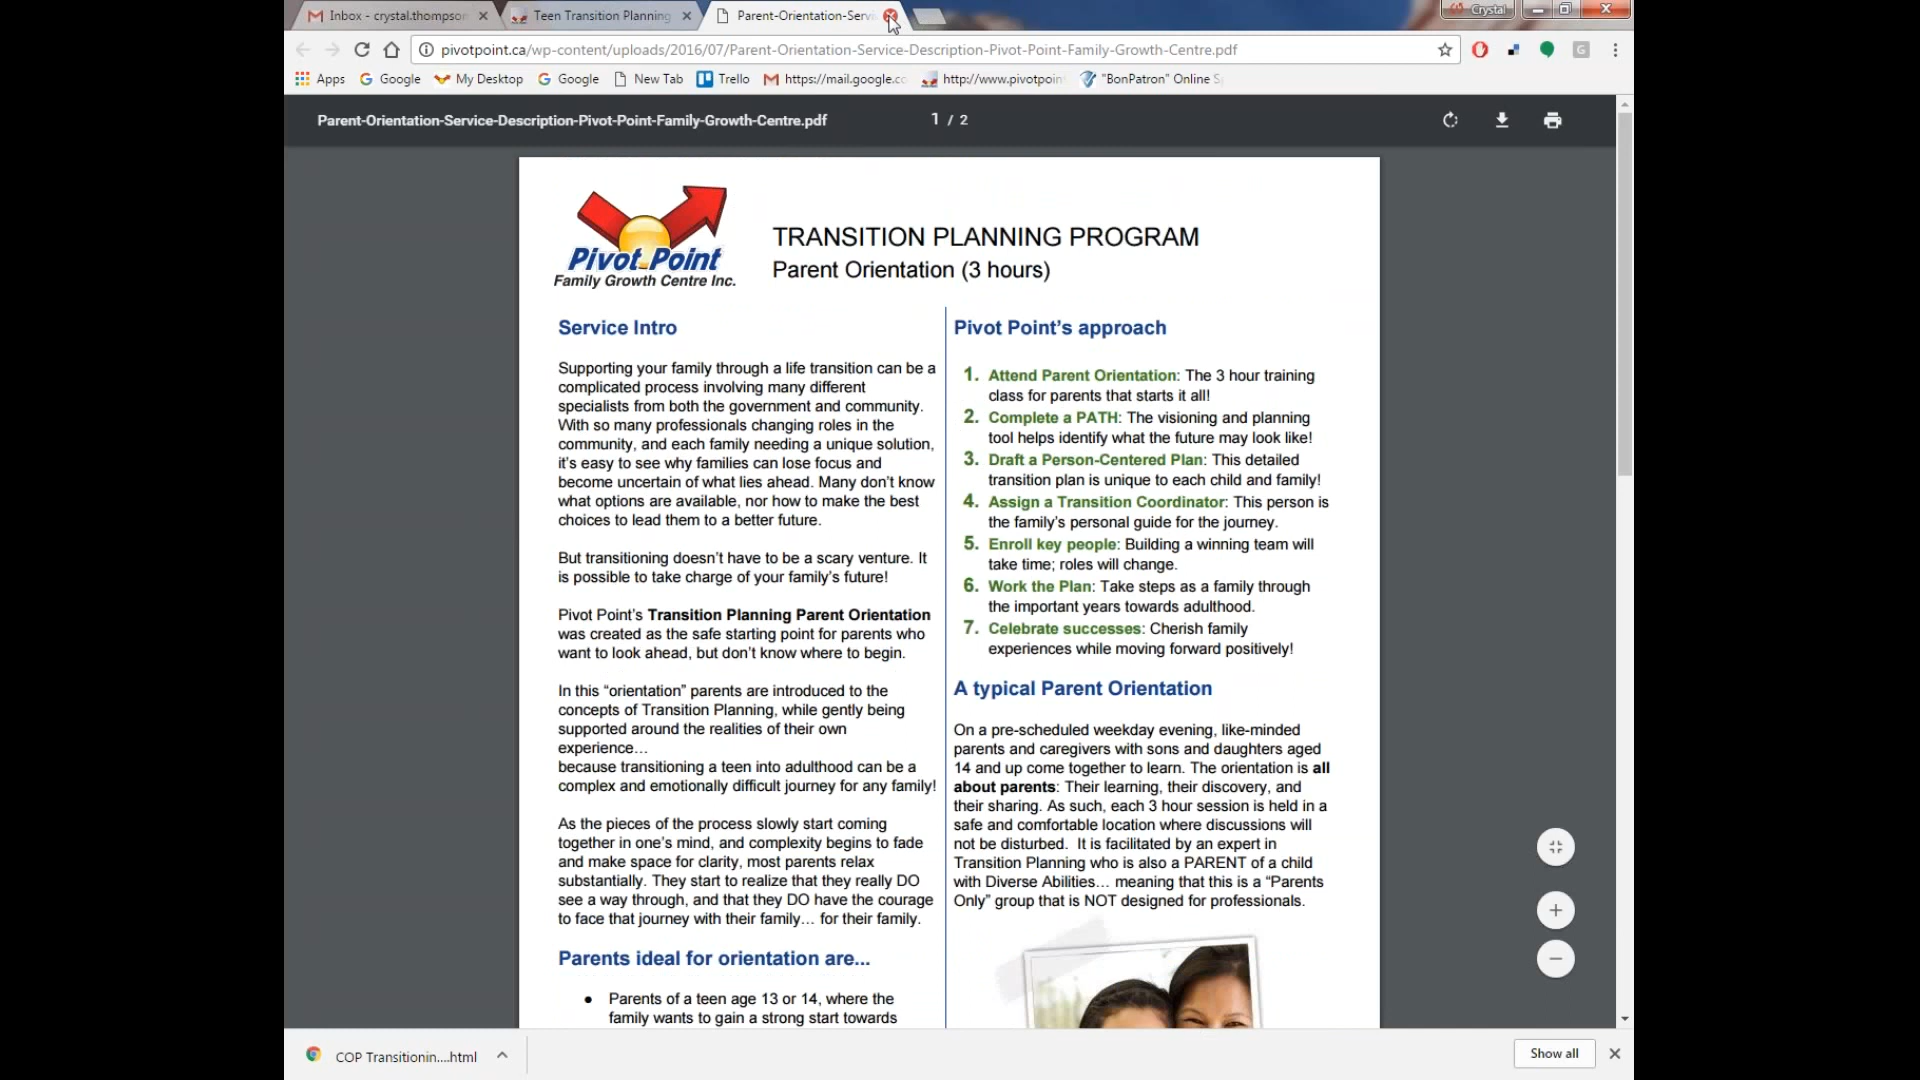 Inbox - crystal.thompson
Teen Transition Planning
Parent-Orientation-Servi
Crystal
pivotpoint.ca/wp-content/uploads/2016/07/Parent-Orientation-Service-Description-Pivot-Point-Family-Growth-Centre.pdf
Apps
Google
My Desktop
Google
New Tab
Trello
https://mail.google.c
http://www.pivotpoin
"BonPatron" Online
Parent-Orientation-Service-Description-Pivot-Point-Family-Growth-Centre.pdf
1 / 2
Pivot Point
Family Growth Centre Inc.
TRANSITION PLANNING PROGRAM
Parent Orientation (3 hours)
Service Intro
Supporting your family through a life transition can be a
complicated process involving many different
specialists from both the government and community.
With so many professionals changing roles in the
community, and each family needing a unique solution,
it's easy to see why families can lose focus and
become uncertain of what lies ahead. Many don't know
what options are available, nor how to make the best
choices to lead them to a better future.
But transitioning doesn't have to be a scary venture. It
is possible to take charge of your family's future!
Pivot Point's Transition Planning Parent Orientation
was created as the safe starting point for parents who
want to look ahead, but don't know where to begin.
In this “orientation” parents are introduced to the
concepts of Transition Planning, while gently being
supported around the realities of their own
experience…
because transitioning a teen into adulthood can be a
complex and emotionally difficult journey for any family!
As the pieces of the process slowly start coming
together in one's mind, and complexity begins to fade
and make space for clarity, most parents relax
substantially. They start to realize that they really DO
see a way through, and that they DO have the courage
to face that journey with their family… for their family.
Parents ideal for orientation are...
● Parents of a teen age 13 or 14, where the
family wants to gain a strong start towards
Pivot Point's approach
1. Attend Parent Orientation: The 3 hour training
class for parents that starts it all!
2. Complete a PATH: The visioning and planning
tool helps identify what the future may look like!
3. Draft a Person-Centered Plan: This detailed
transition plan is unique to each child and family!
4. Assign a Transition Coordinator: This person is
the family's personal guide for the journey.
5. Enroll key people: Building a winning team will
take time; roles will change.
6. Work the Plan: Take steps as a family through
the important years towards adulthood.
7. Celebrate successes: Cherish family
experiences while moving forward positively!
A typical Parent Orientation
On a pre-scheduled weekday evening, like-minded
parents and caregivers with sons and daughters aged
14 and up come together to learn. The orientation is all
about parents: Their learning, their discovery, and
their sharing. As such, each 3 hour session is held in a
safe and comfortable location where discussions will
not be disturbed. It is facilitated by an expert in
Transition Planning who is also a PARENT of a child
with Diverse Abilities… meaning that this is a “Parents
Only” group that is NOT designed for professionals.
COP Transitionin....html
Show all